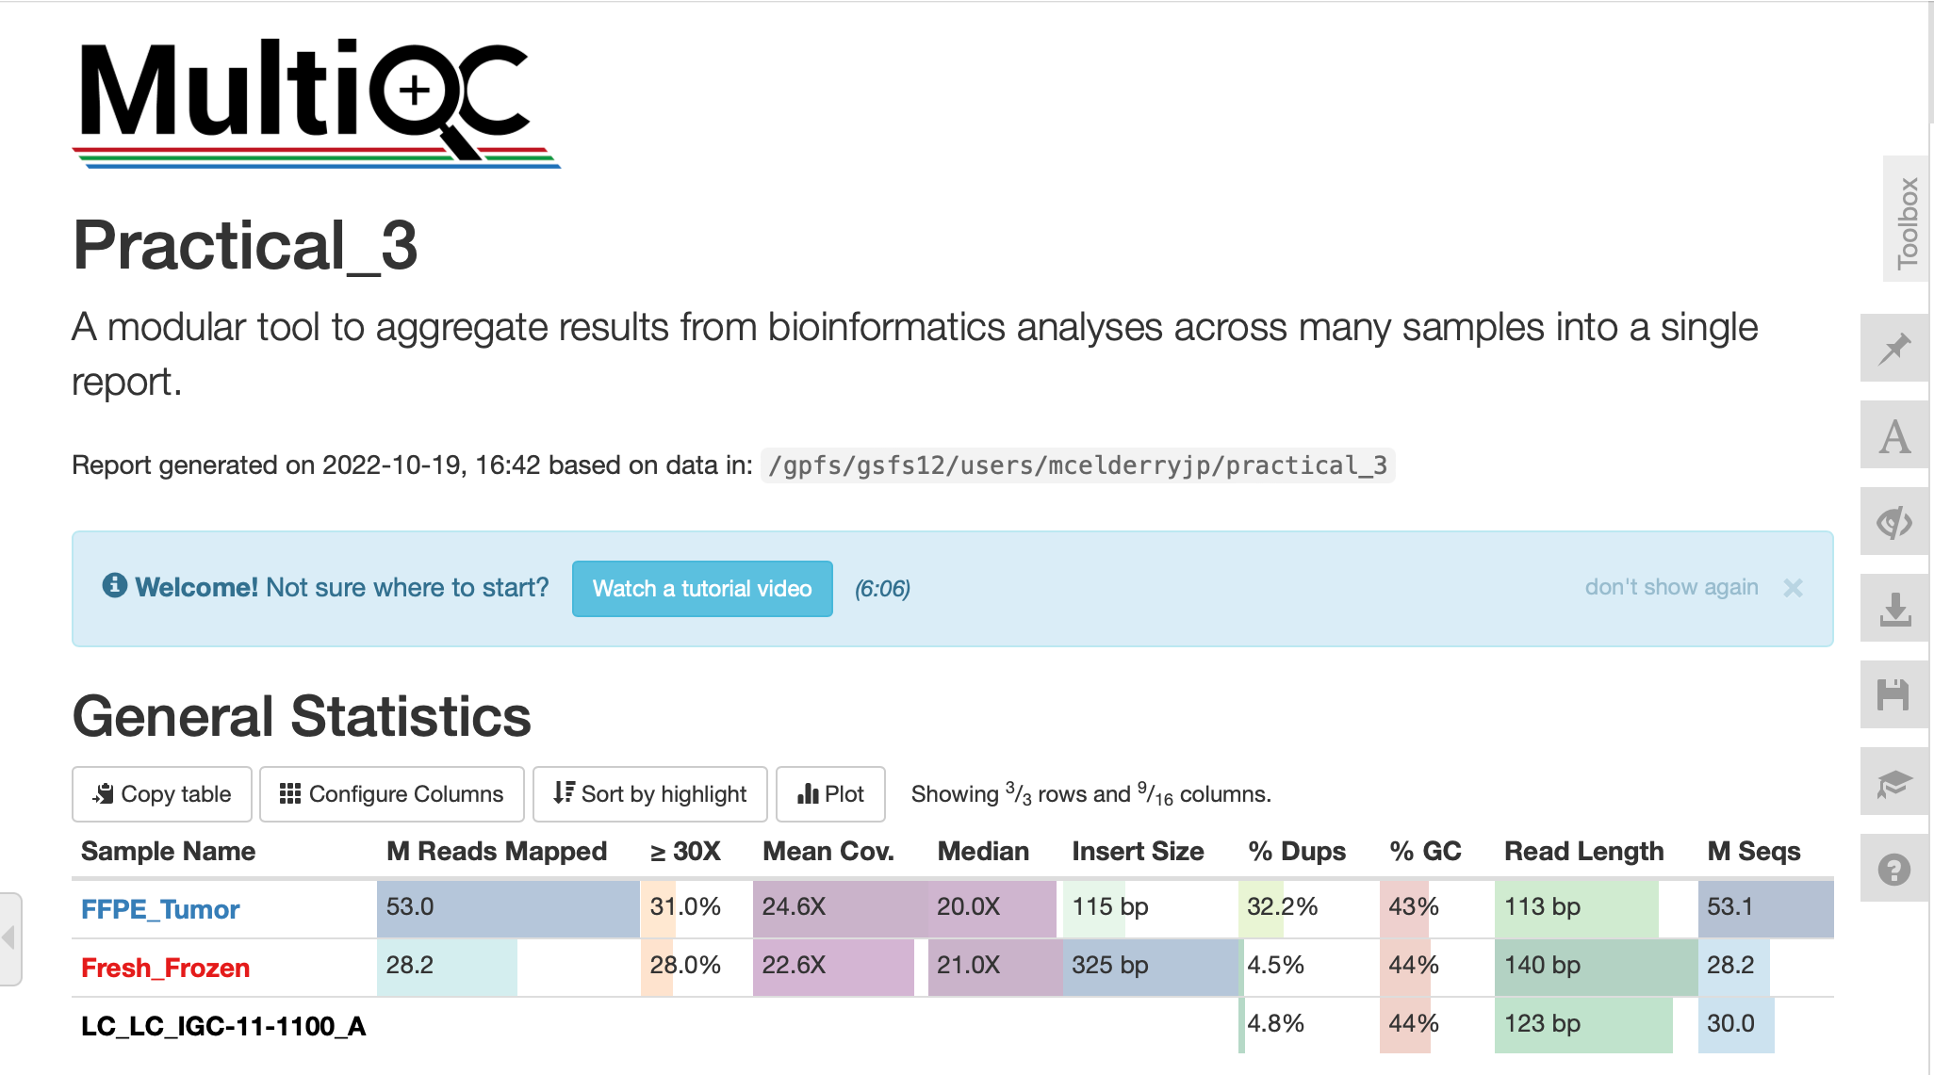 MultiQC
Toolbox
Practical_3
A modular tool to aggregate results from bioinformatics analyses across many samples into a single
report.
Report generated on 2022-10-19, 16:42 based on data in: /gpfs/gsfs12/users/mcelderryjp/practical_3
Welcome! Not sure where to start? Watch a tutorial video (6:06) don't show again ×
General Statistics
Copy table Configure Columns Sort by highlight Plot Showing 3/3 rows and 9/16 columns.
Sample Name M Reads Mapped ≥ 30X Mean Cov. Median Insert Size % Dups % GC Read Length M Seqs
FFPE_Tumor 53.0 31.0% 24.6X 20.0X 115 bp 32.2% 43% 113 bp 53.1
Fresh_Frozen 28.2 28.0% 22.6X 21.0X 325 bp 4.5% 44% 140 bp 28.2
LC_LC_IGC-11-1100_A 4.8% 44% 123 bp 30.0